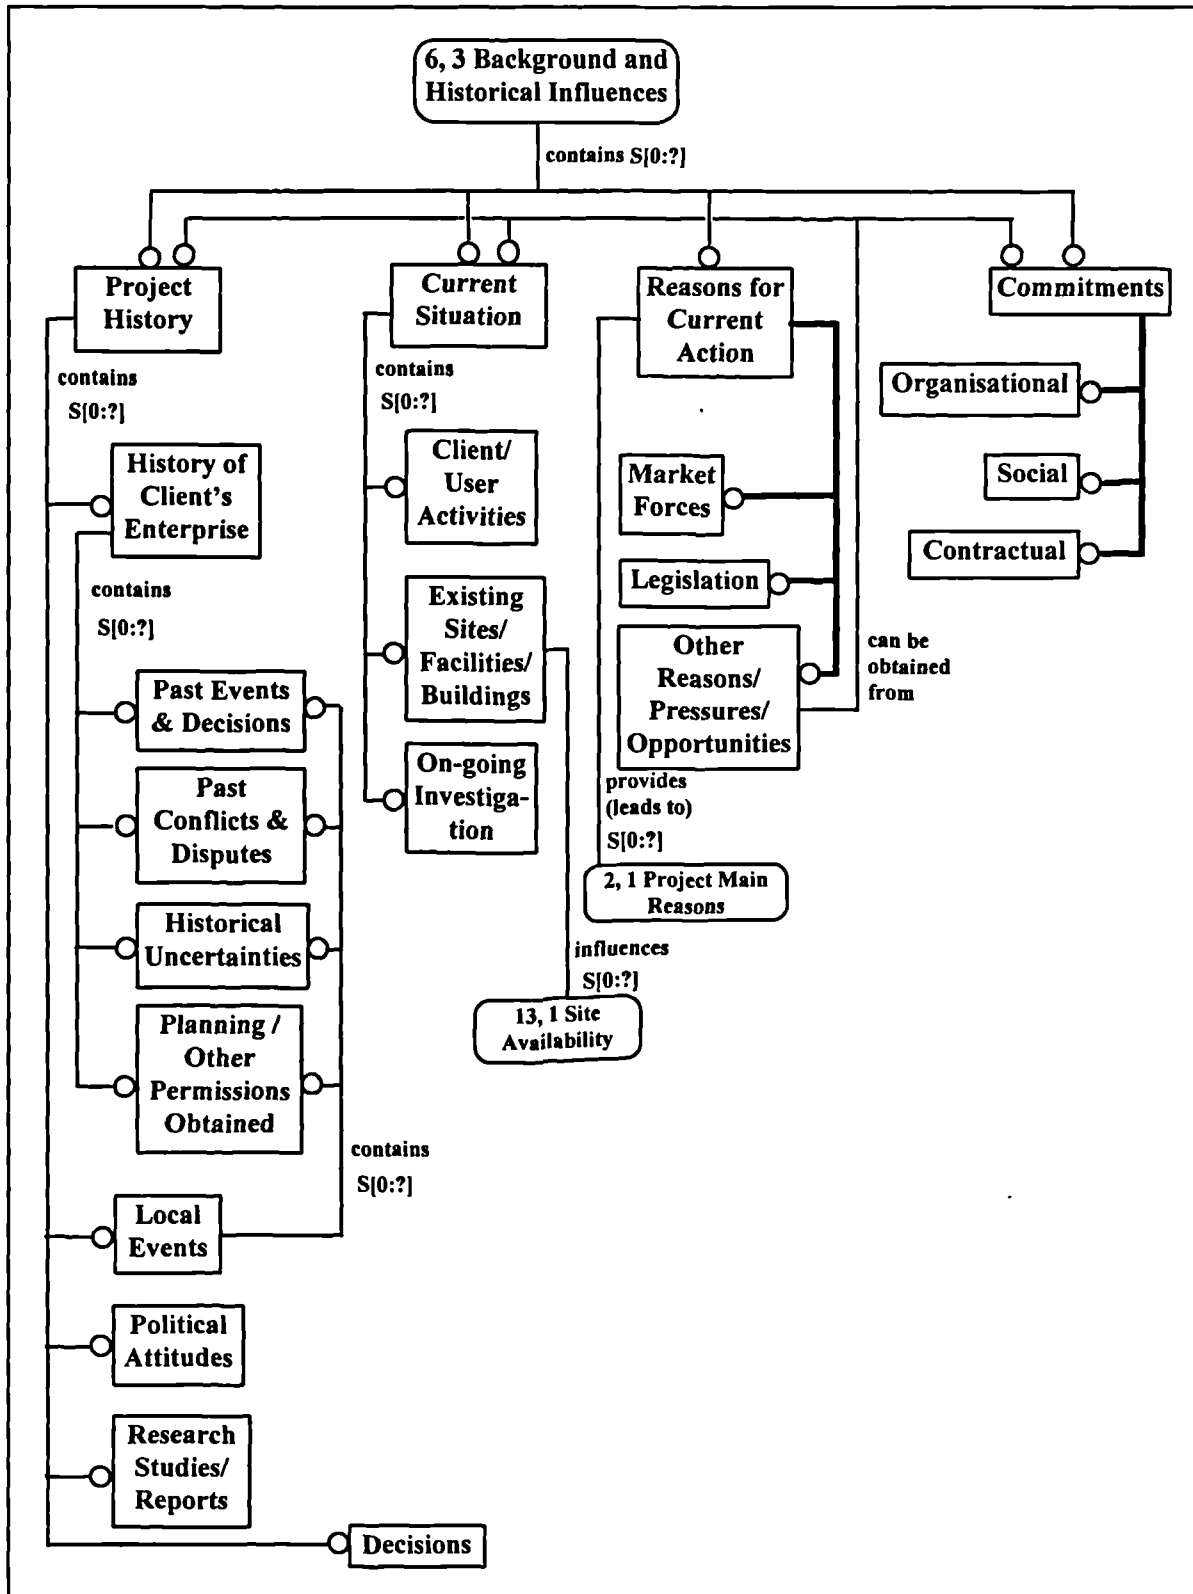 6, 3 Background and
Historical Influences
contains S[0:?]
Project
History
contains
S[0:?]
History of
Client's
Enterprise
contains
S[0:?]
Past Events
& Decisions
Past
Conflicts &
Disputes
Historical
Uncertainties
Planning /
Other
Permissions
Obtained
contains
S[0:?]
Local
Events
Political
Attitudes
Research
Studies/
Reports
Decisions
Current
Situation
contains
S[0:?]
Client/
User
Activities
Existing
Sites/
Facilities/
Buildings
On-going
Investiga-
tion
influences
S[0:?]
13, 1 Site
Availability
Reasons for
Current
Action
Market
Forces
Legislation
Other
Reasons/
Pressures/
Opportunities
can be
obtained
from
provides
(leads to)
S[0:?]
2, 1 Project Main
Reasons
Commitments
Organisational
Social
Contractual